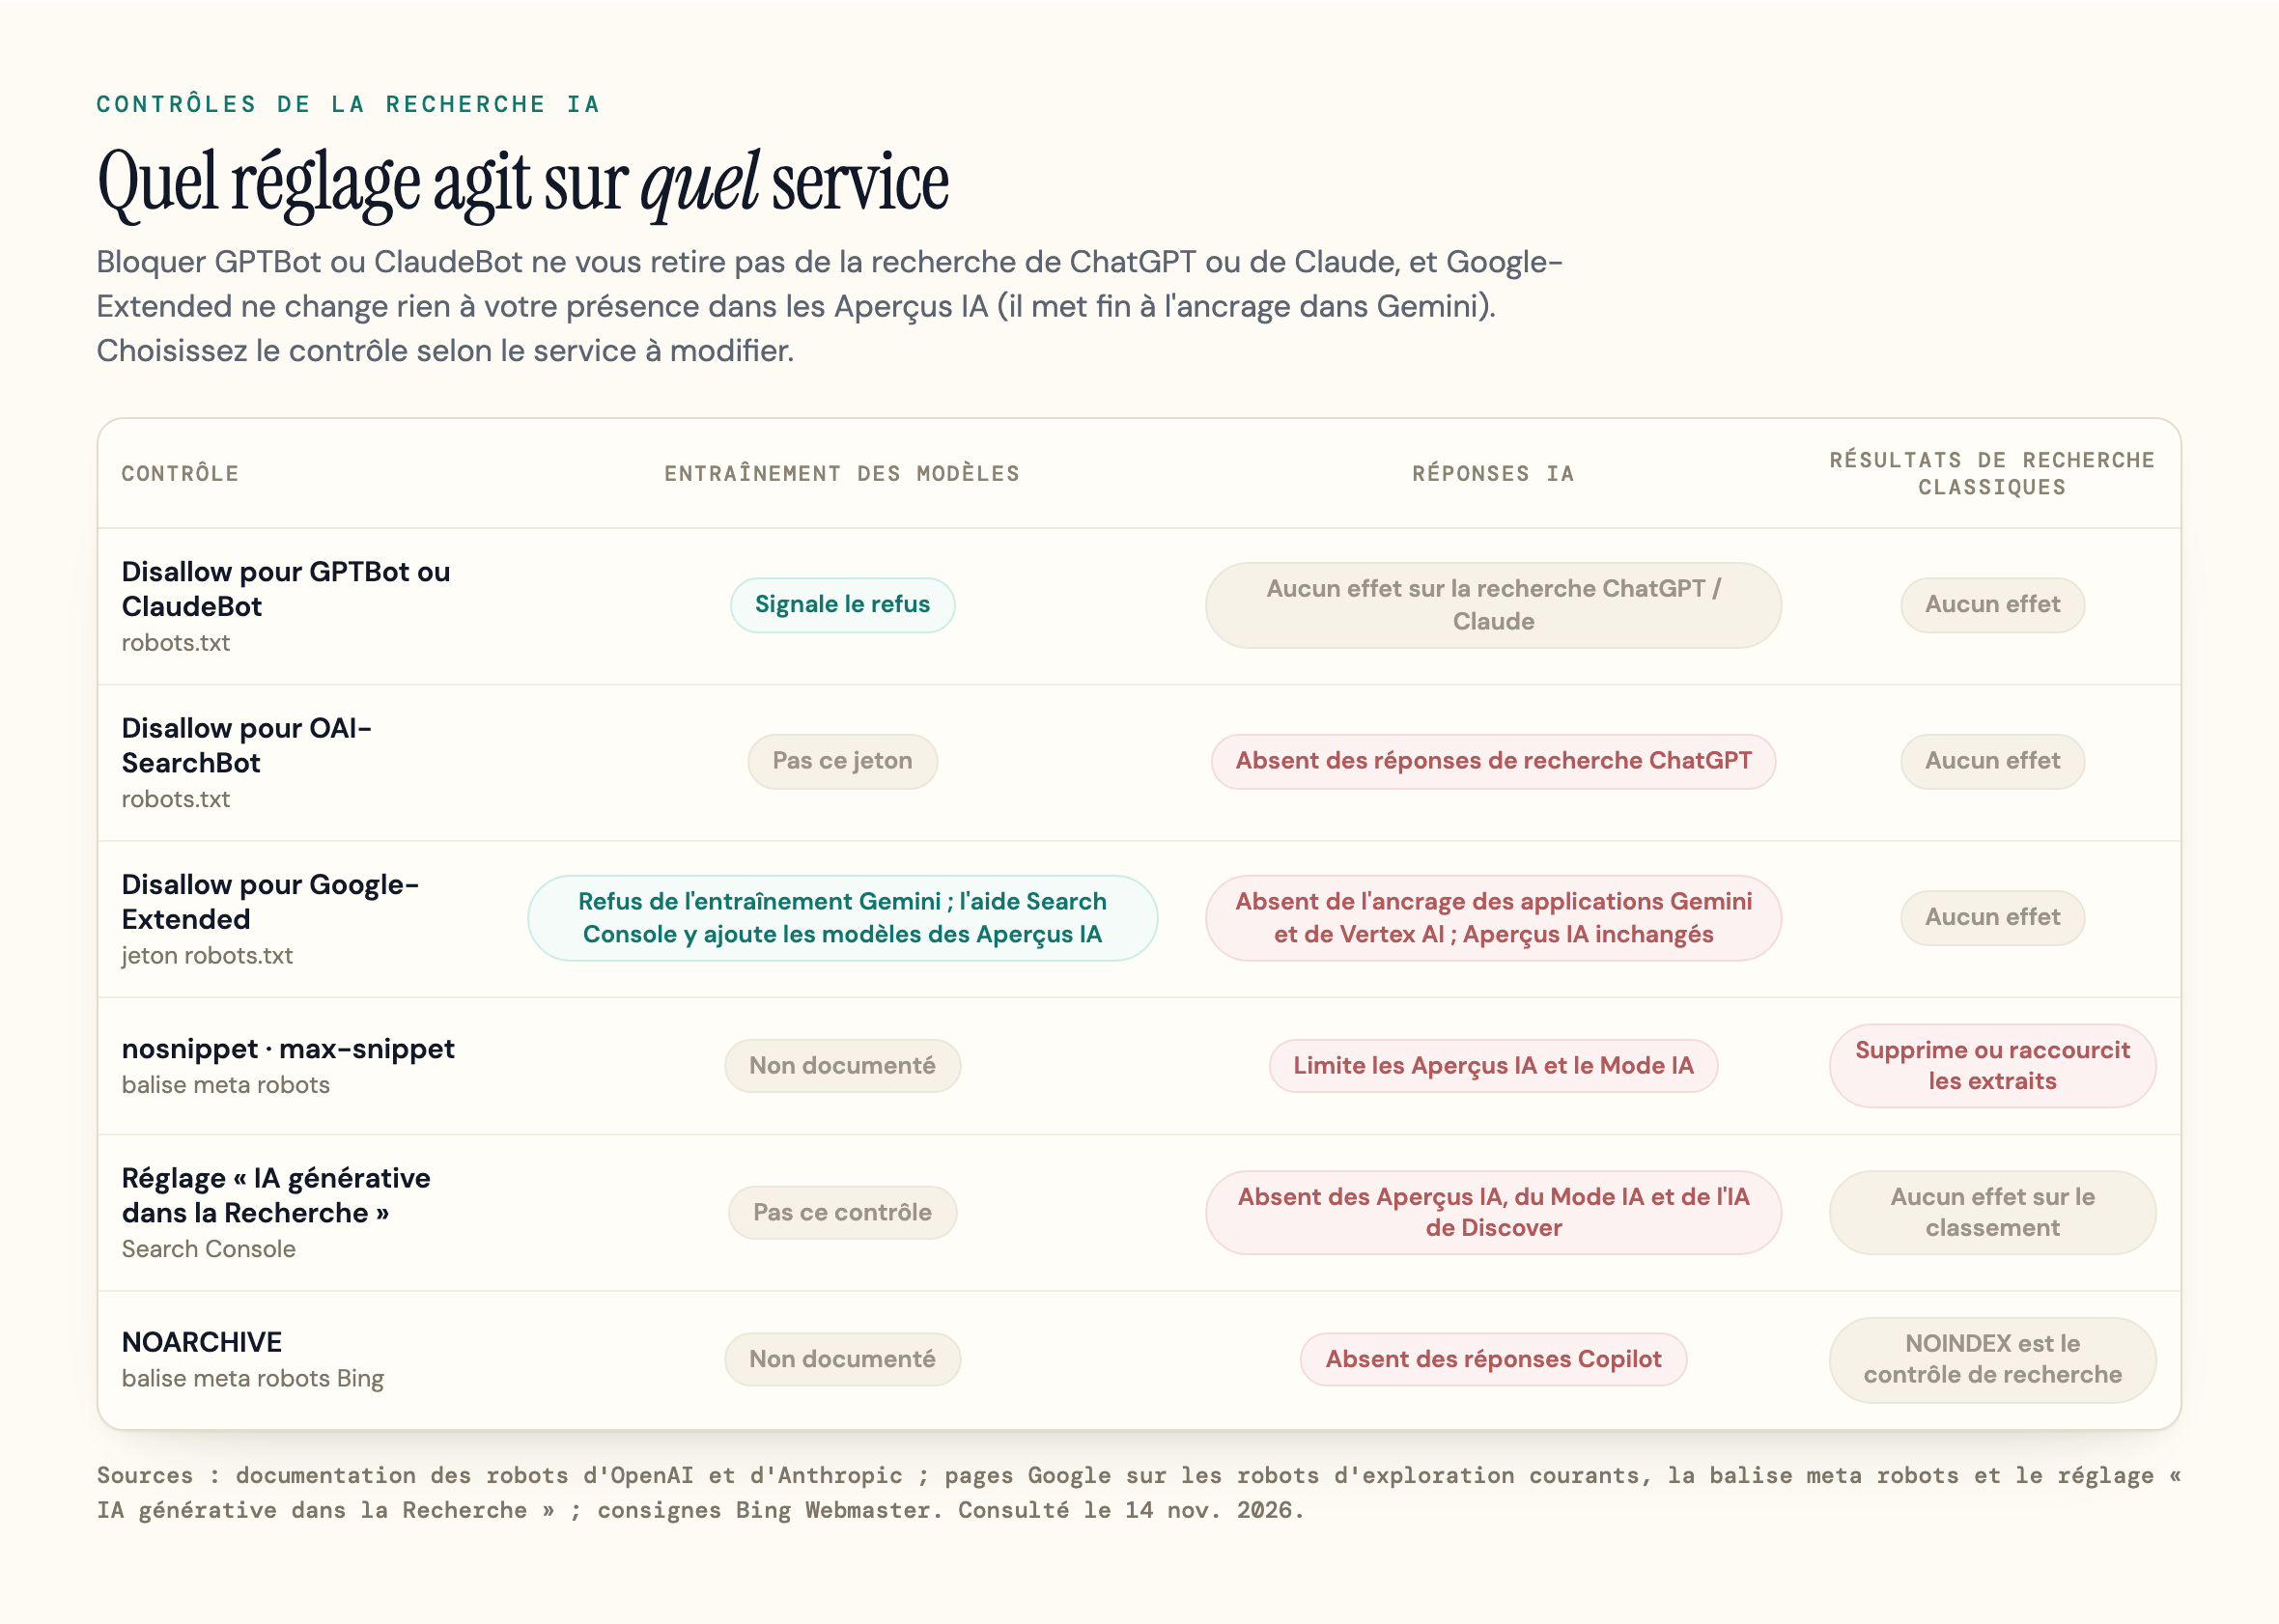 CONTRÔLES DE LA RECHERCHE IA
Quel réglage agit sur quel service
Bloquer GPTBot ou ClaudeBot ne vous retire pas de la recherche de ChatGPT ou de Claude, et Google-
Extended ne change rien à votre présence dans les Aperçus IA (il met fin à l'ancrage dans Gemini).
Choisissez le contrôle selon le service à modifier.
CONTRÔLE
ENTRAÎNEMENT DES MODÈLES
RÉPONSES IA
RÉSULTATS DE RECHERCHE
CLASSIQUES
Disallow pour GPTBot ou
ClaudeBot
robots.txt
Signale le refus
Aucun effet sur la recherche ChatGPT /
Claude
Aucun effet
Disallow pour OAI-
SearchBot
robots.txt
Pas ce jeton
Absent des réponses de recherche ChatGPT
Aucun effet
Disallow pour Google-
Extended
jeton robots.txt
Refus de l'entraînement Gemini ; l'aide Search
Console y ajoute les modèles des Aperçus IA
Absent de l'ancrage des applications Gemini
et de Vertex AI ; Aperçus IA inchangés
Aucun effet
nosnippet · max-snippet
balise meta robots
Non documenté
Limite les Aperçus IA et le Mode IA
Supprime ou raccourcit
les extraits
Réglage « IA générative
dans la Recherche »
Search Console
Pas ce contrôle
Absent des Aperçus IA, du Mode IA et de l'IA
de Discover
Aucun effet sur le
classement
NOARCHIVE
balise meta robots Bing
Non documenté
Absent des réponses Copilot
NOINDEX est le
contrôle de recherche
Sources : documentation des robots d'OpenAI et d'Anthropic ; pages Google sur les robots d'exploration courants, la balise meta robots et le réglage «
IA générative dans la Recherche » ; consignes Bing Webmaster. Consulté le 14 nov. 2026.